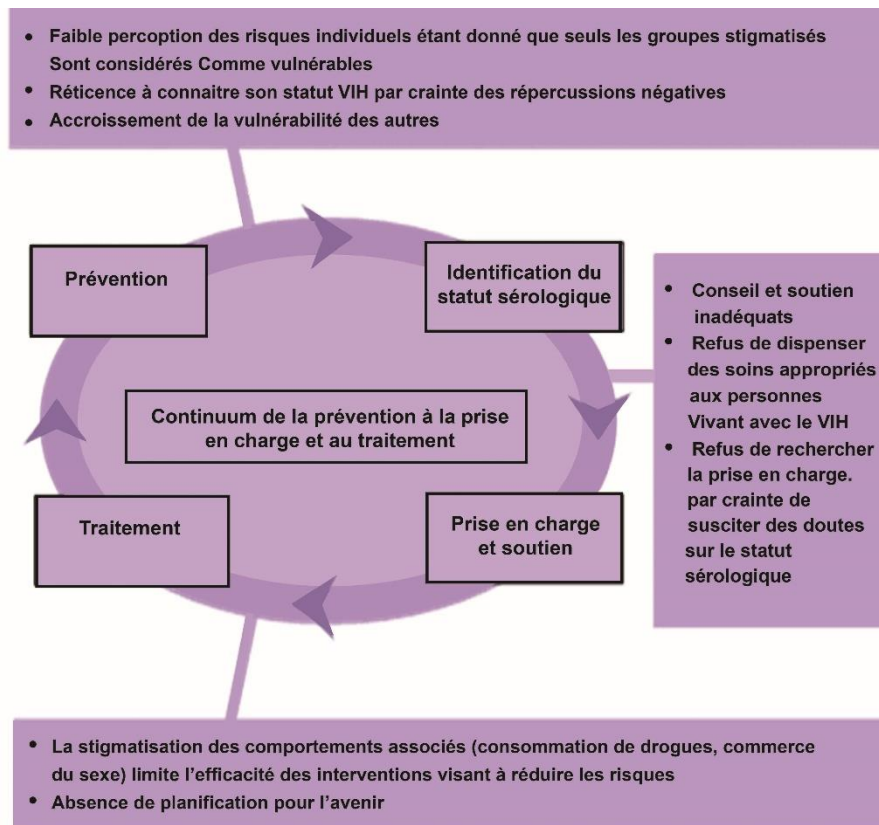 • Faible perception des risques individuels étant donné que seuls les groupes stigmatisés
Sont considérés Comme vulnérables
• Réticence à connaitre son statut VIH par crainte des répercussions négatives
• Accroissement de la vulnérabilité des autres
Prévention
Identification du
statut sérologique
Continuum de la prévention à la prise
en charge et au traitement
Traitement
Prise en charge
et soutien
• Conseil et soutien
inadéquats
• Refus de dispenser
des soins appropriés
aux personnes
Vivant avec le VIH
• Refus de rechercher
la prise en charge.
par crainte de
susciter des doutes
sur le statut
sérologique
• La stigmatisation des comportements associés (consommation de drogues, commerce
du sexe) limite l’efficacité des interventions visant à réduire les risques
• Absence de planification pour l’avenir